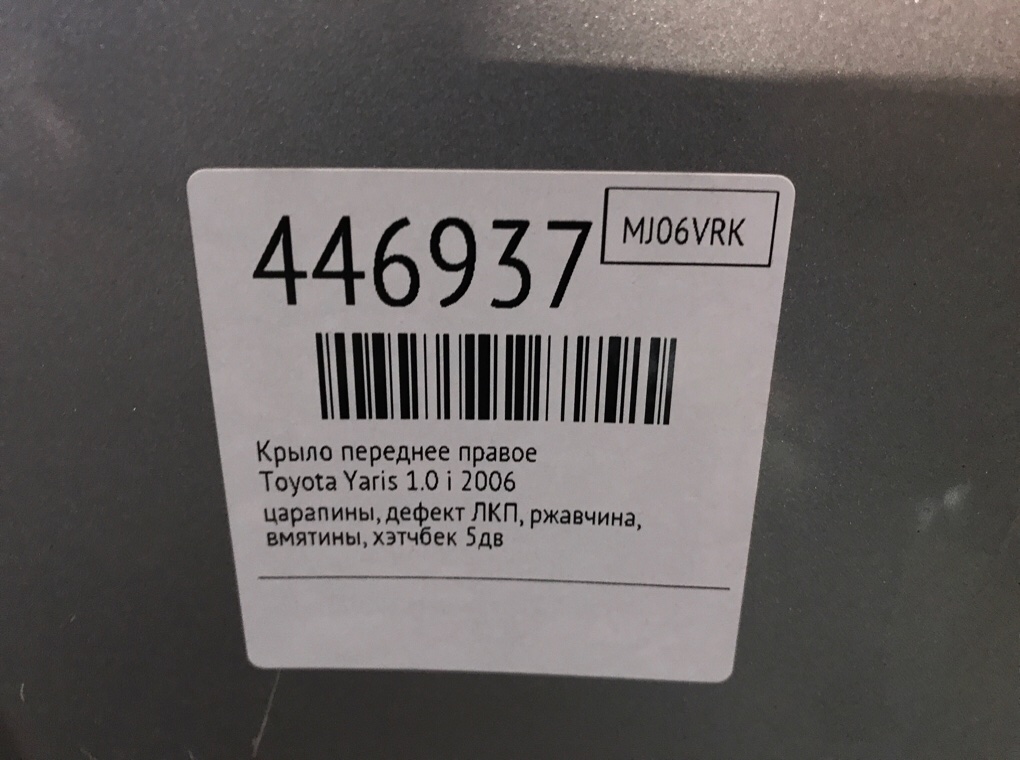 446937
MJ06VRK
Крыло переднее правое
Toyota Yaris 1.0 i 2006
царапины, дефект ЛКП, ржавчина,
вмятины, хэтчбек 5дв